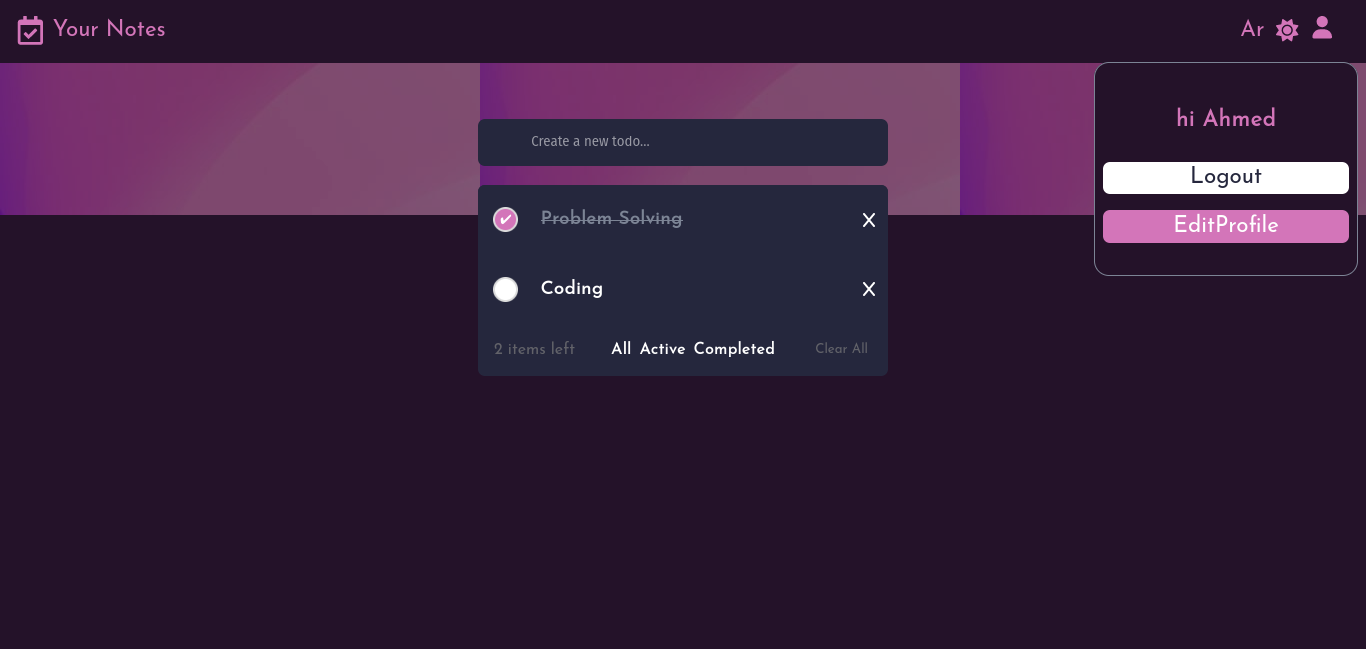 Your Notes
Ar
hi Ahmed
Logout
EditProfile
Create a new todo...
Problem Solving X
Coding X
2 items left All Active Completed Clear All